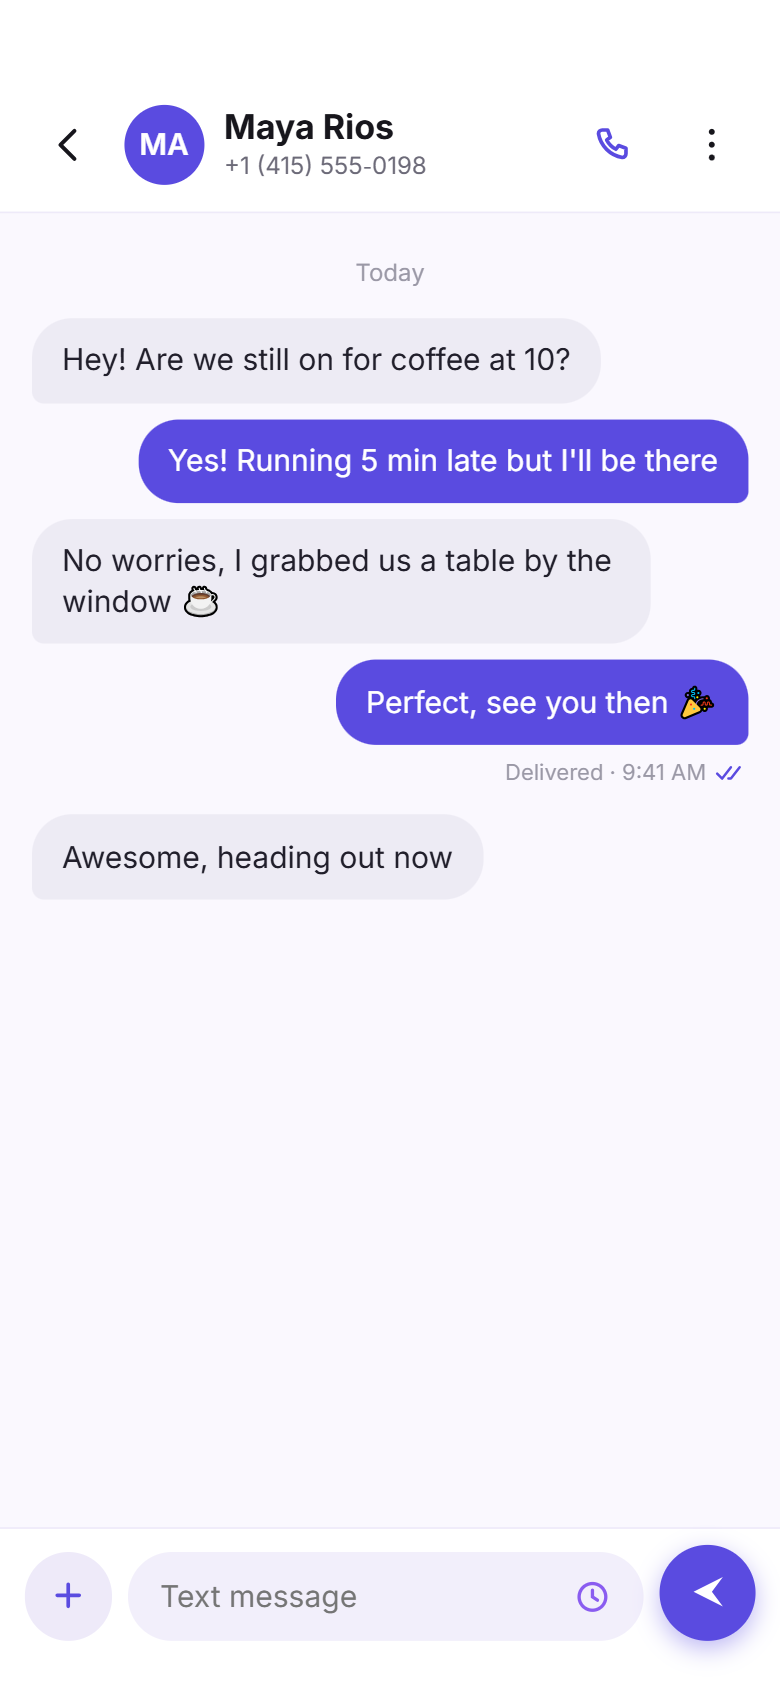 MA
Maya Rios
+1 (415) 555-0198
Today
Hey! Are we still on for coffee at 10?
Yes! Running 5 min late but I'll be there
No worries, I grabbed us a table by the
window ☕
Perfect, see you then 🎉
Delivered · 9:41 AM
Awesome, heading out now
Text message